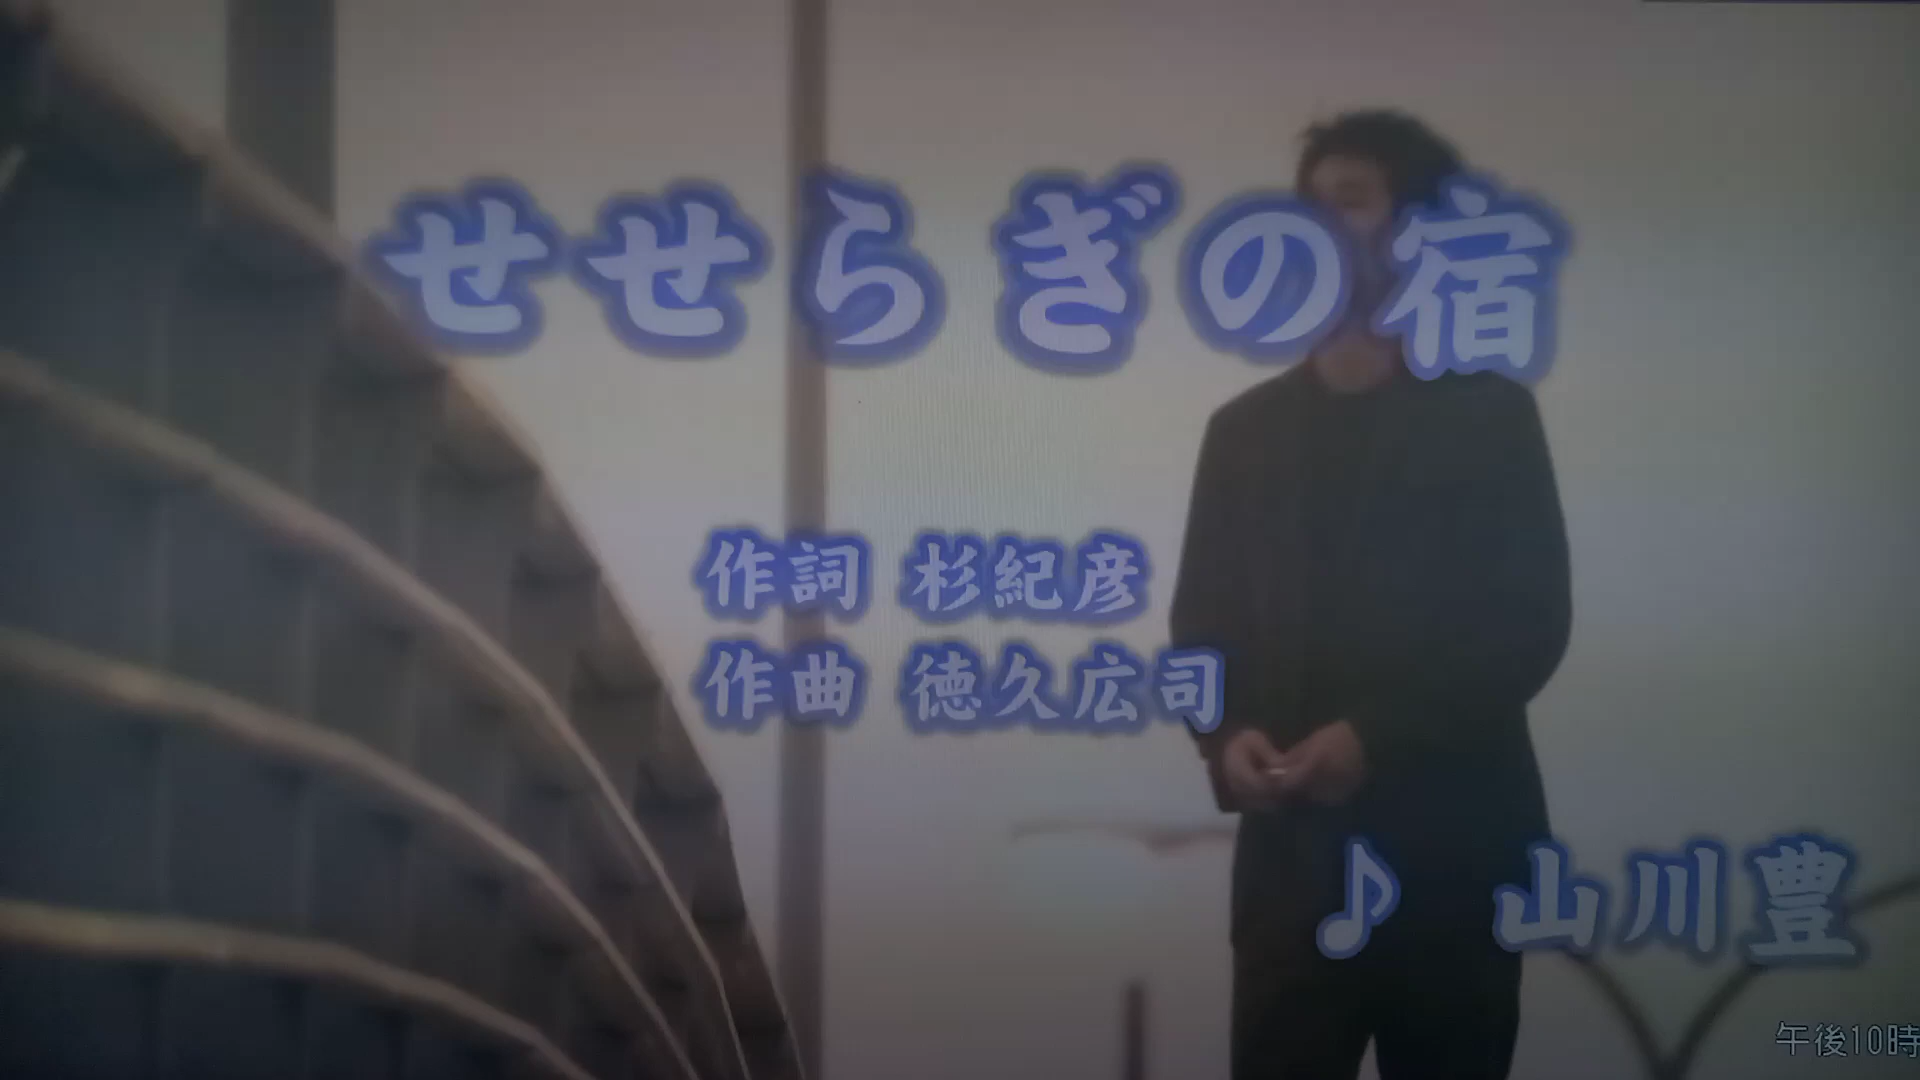 せせらぎの宿
作詞 杉紀彦
作曲 徳久広司
♪ 山川豊
午後10時